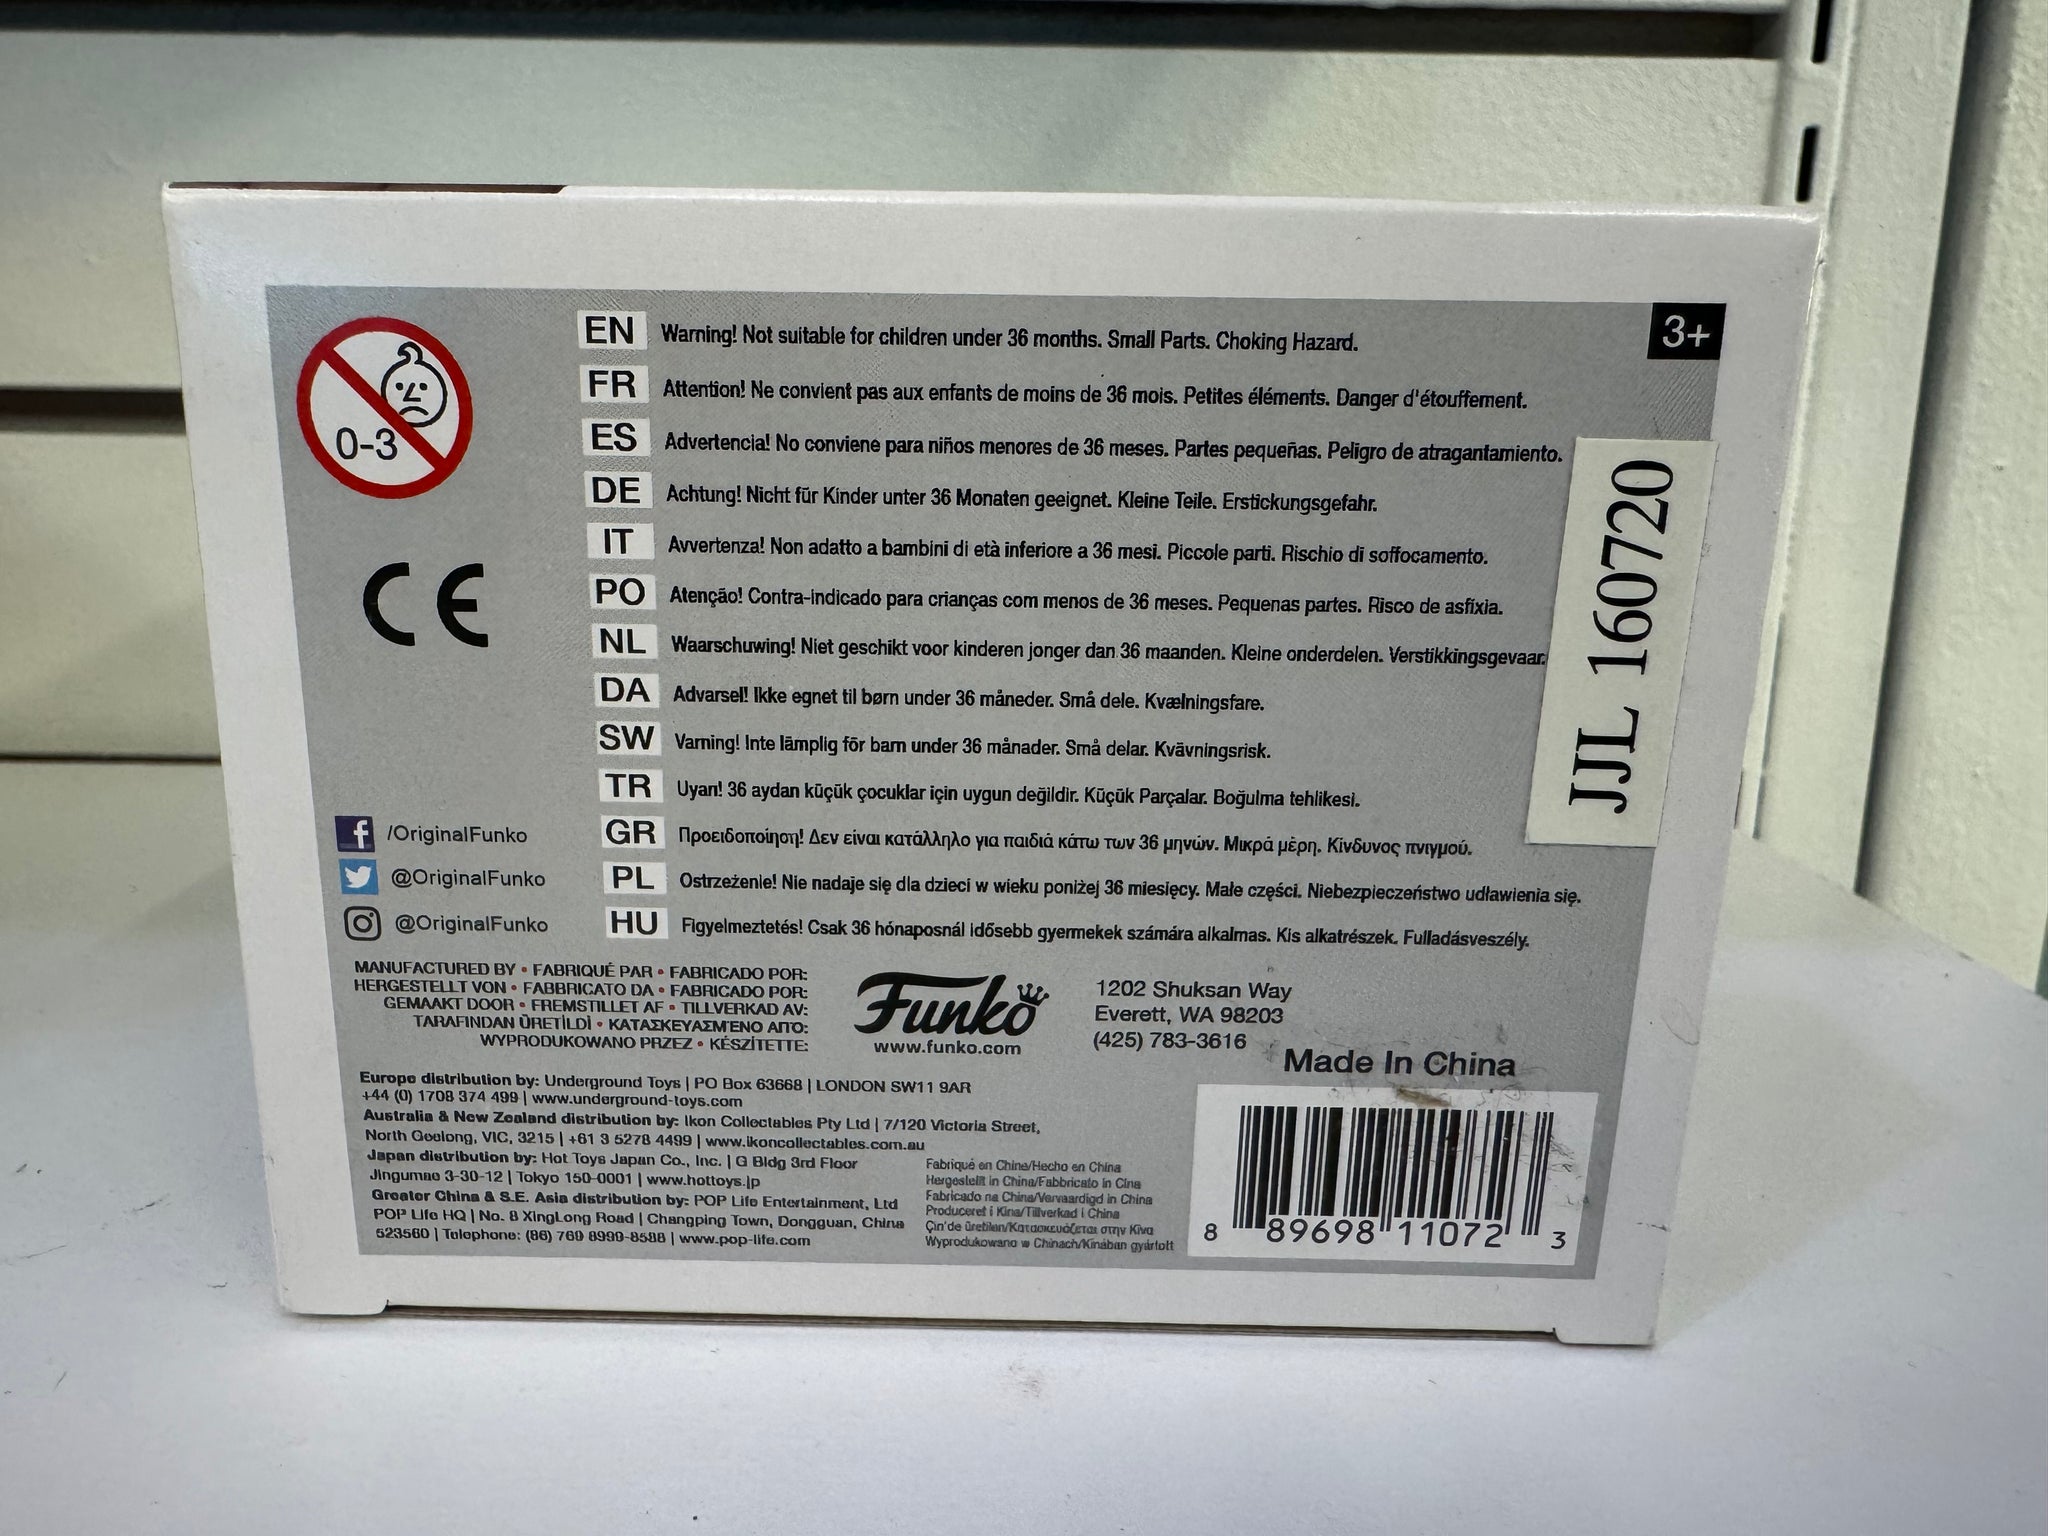 0-3
EN Warning! Not suitable for children under 36 months. Small Parts. Choking Hazard.
3+
FR Attention! Ne convient pas aux enfants de moins de 36 mois. Petites éléments. Danger d'étouffement.
ES Advertencia! No conviene para niños menores de 36 meses. Partes pequeñas. Peligro de atragantamiento.
DE Achtung! Nicht für Kinder unter 36 Monaten geeignet. Kleine Teile. Erstickungsgefahr.
IT Avvertenza! Non adatto a bambini di età inferiore a 36 mesi. Piccole parti. Rischio di soffocamento.
PO Atenção! Contra-indicado para crianças com menos de 36 meses. Pequenas partes. Risco de asfixia.
NL Waarschuwing! Niet geschikt voor kinderen jonger dan 36 maanden. Kleine onderdelen. Verstikkingsgevaar.
DA Advarsel! Ikke egnet til børn under 36 måneder. Små dele. Kvælningsfare.
SW Varning! Inte lämplig för barn under 36 månader. Små delar. Kvävningsrisk.
TR Uyarı! 36 aydan küçük çocuklar için uygun değildir. Küçük Parçalar. Boğulma tehlikesi.
GR Προειδοποίηση! Δεν είναι κατάλληλο για παιδιά κάτω των 36 μηνών. Μικρά μέρη. Κίνδυνος πνιγμού.
PL Ostrzeżenie! Nie nadaje się dla dzieci w wieku poniżej 36 miesięcy. Małe części. Niebezpieczeństwo udławienia się.
HU Figyelmeztetés! Csak 36 hónaposnál idősebb gyermekek számára alkalmas. Kis alkatrészek. Fulladásveszély.
JJL 160720
CE
/OriginalFunko
@OriginalFunko
@OriginalFunko
MANUFACTURED BY • FABRIQUÉ PAR • FABRICADO POR:
HERGESTELLT VON • FABBRICATO DA • FABRICADO POR:
GEMAAKT DOOR • FREMSTILLET AF • TILLVERKAD AV:
TARAFINDAN ÜRETİLDİ • ΚΑΤΑΣΚΕΥΑΣΜΈΝΟ ΑΠΌ:
WYPRODUKOWANO PRZEZ • KÉSZÍTETTE:
Funko
www.funko.com
1202 Shuksan Way
Everett, WA 98203
(425) 783-3616
Made In China
Europe distribution by: Underground Toys | PO Box 63668 | LONDON SW11 9AR
+44 (0) 1708 374 499 | www.underground-toys.com
Australia & New Zealand distribution by: Ikon Collectables Pty Ltd | 7/120 Victoria Street,
North Geelong, VIC, 3215 | +61 3 5278 4499 | www.ikoncollectables.com.au
Japan distribution by: Hot Toys Japan Co., Inc. | G Bldg 3rd Floor
Jingumae 3-30-12 | Tokyo 150-0001 | www.hottoys.jp
Greater China & S.E. Asia distribution by: POP Life Entertainment, Ltd
POP Life HQ | No. 8 XingLong Road | Changping Town, Dongguan, China
523560 | Telephone: (86) 769 8999-8588 | www.pop-life.com
Fabriqué en Chine/Hecho en China
Hergestellt in China/Fabbricato in Cina
Fabricado na China/Vervaardigd in China
Produceret i Kina/Tillverkad i China
Çin'de üretilen/Κατασκευάζεται στην Κίνα
Wyprodukowano w Chinach/Kínában gyártott
8 89698 11072 3